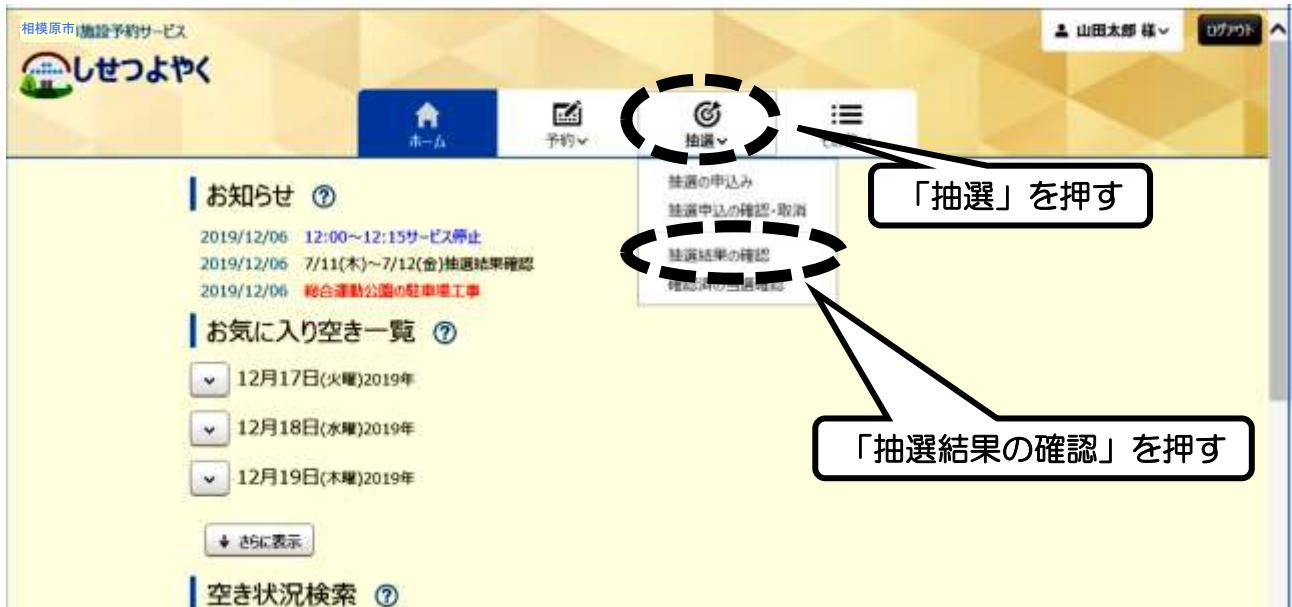 相模原市施設予約サービス
しせつよやく
山田太郎 様
ログアウト
ホーム
予約
抽選
「抽選」を押す
抽選の申込み
抽選申込の確認・取消
抽選結果の確認
確認済の当選確認
お知らせ ?
2019/12/06 12:00～12:15サービス停止
2019/12/06 7/11(木)～7/12(金)抽選結果確認
2019/12/06 総合運動公園の駐車場工事
お気に入り空き一覧 ?
12月17日(火曜)2019年
12月18日(水曜)2019年
「抽選結果の確認」を押す
12月19日(木曜)2019年
さらに表示
空き状況検索 ?